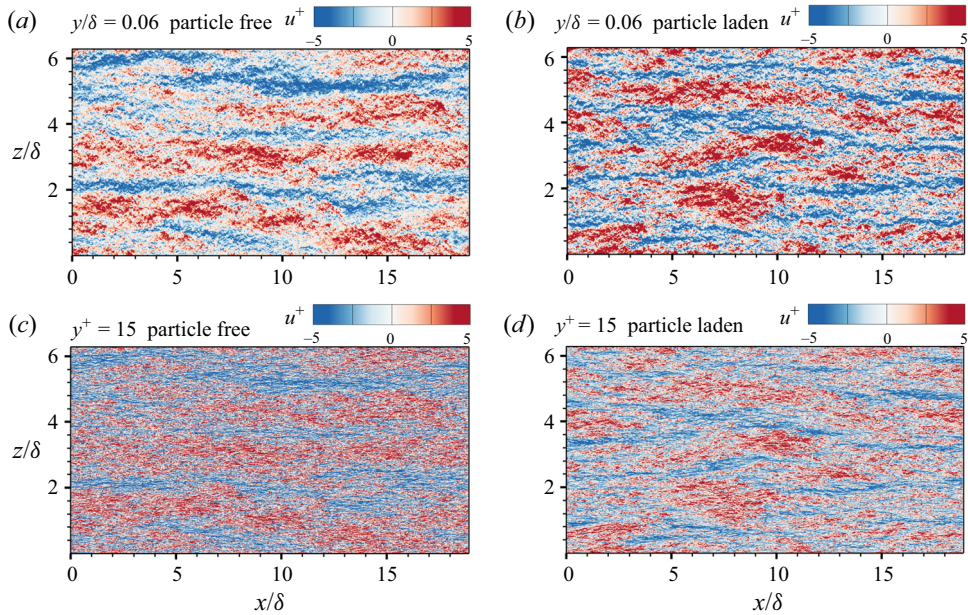 (a) y/δ = 0.06 particle free u⁺ −5 0 5
(b) y/δ = 0.06 particle laden u⁺ −5 0 5
6
4
z/δ
2
0 5 10 15
6
4
2
0 5 10 15
(c) y⁺ = 15 particle free u⁺ −5 0 5
(d) y⁺ = 15 particle laden u⁺ −5 0 5
6
4
z/δ
2
0 5 10 15
x/δ
6
4
2
0 5 10 15
x/δ